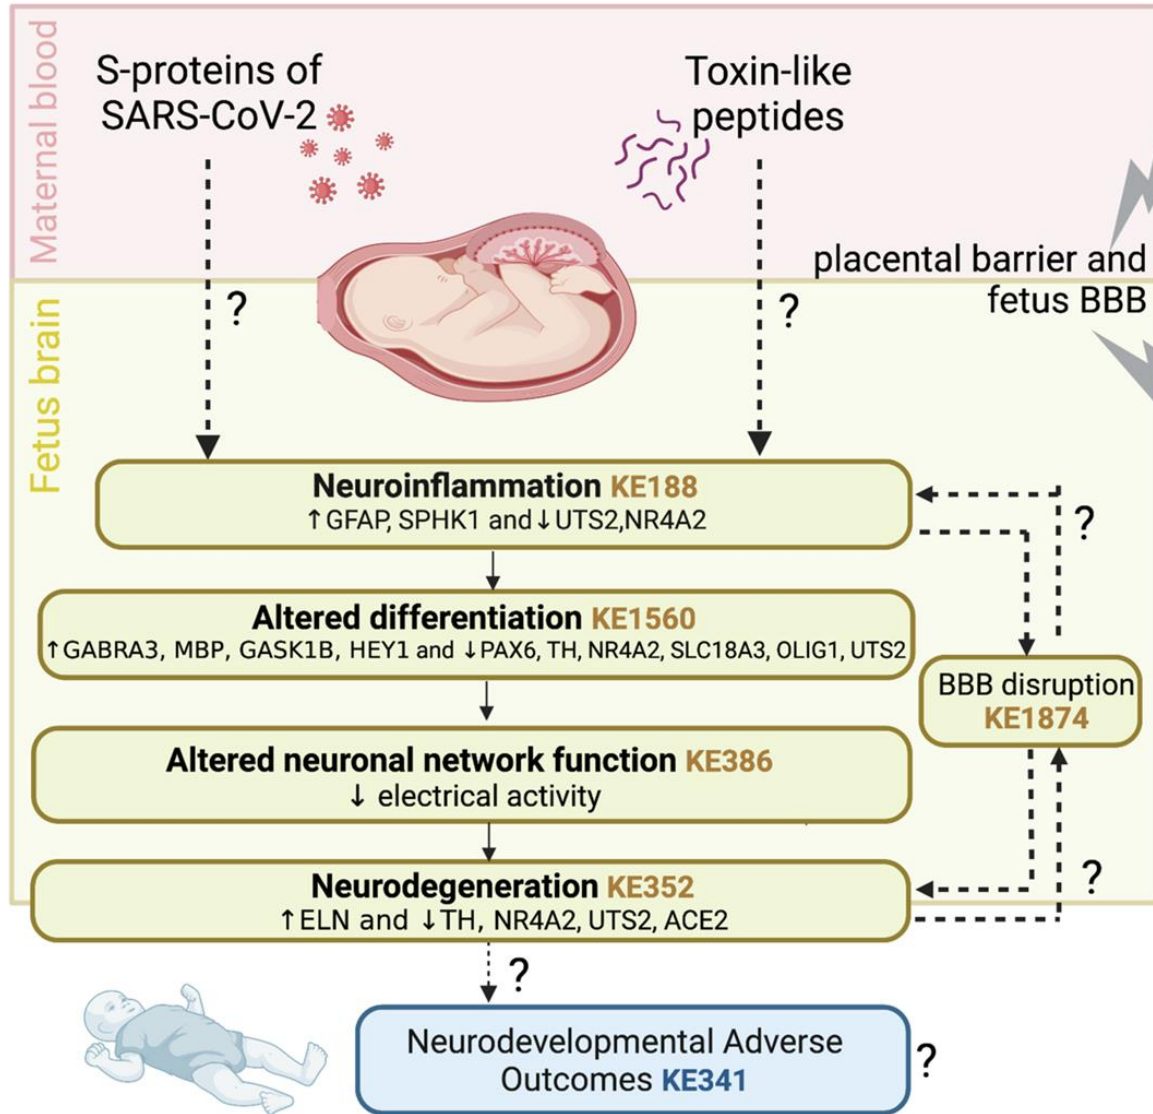 Maternal blood
S-proteins of
SARS-CoV-2
Toxin-like
peptides
placental barrier and
fetus BBB
?
?
Fetus brain
Neuroinflammation KE188
↑GFAP, SPHK1 and↓UTS2,NR4A2
?
Altered differentiation KE1560
↑GABRA3, MBP, GASK1B, HEY1 and ↓PAX6, TH, NR4A2, SLC18A3, OLIG1, UTS2
BBB disruption
KE1874
Altered neuronal network function KE386
↓ electrical activity
?
Neurodegeneration KE352
↑ELN and ↓TH, NR4A2, UTS2, ACE2
?
Neurodevelopmental Adverse
Outcomes KE341
?